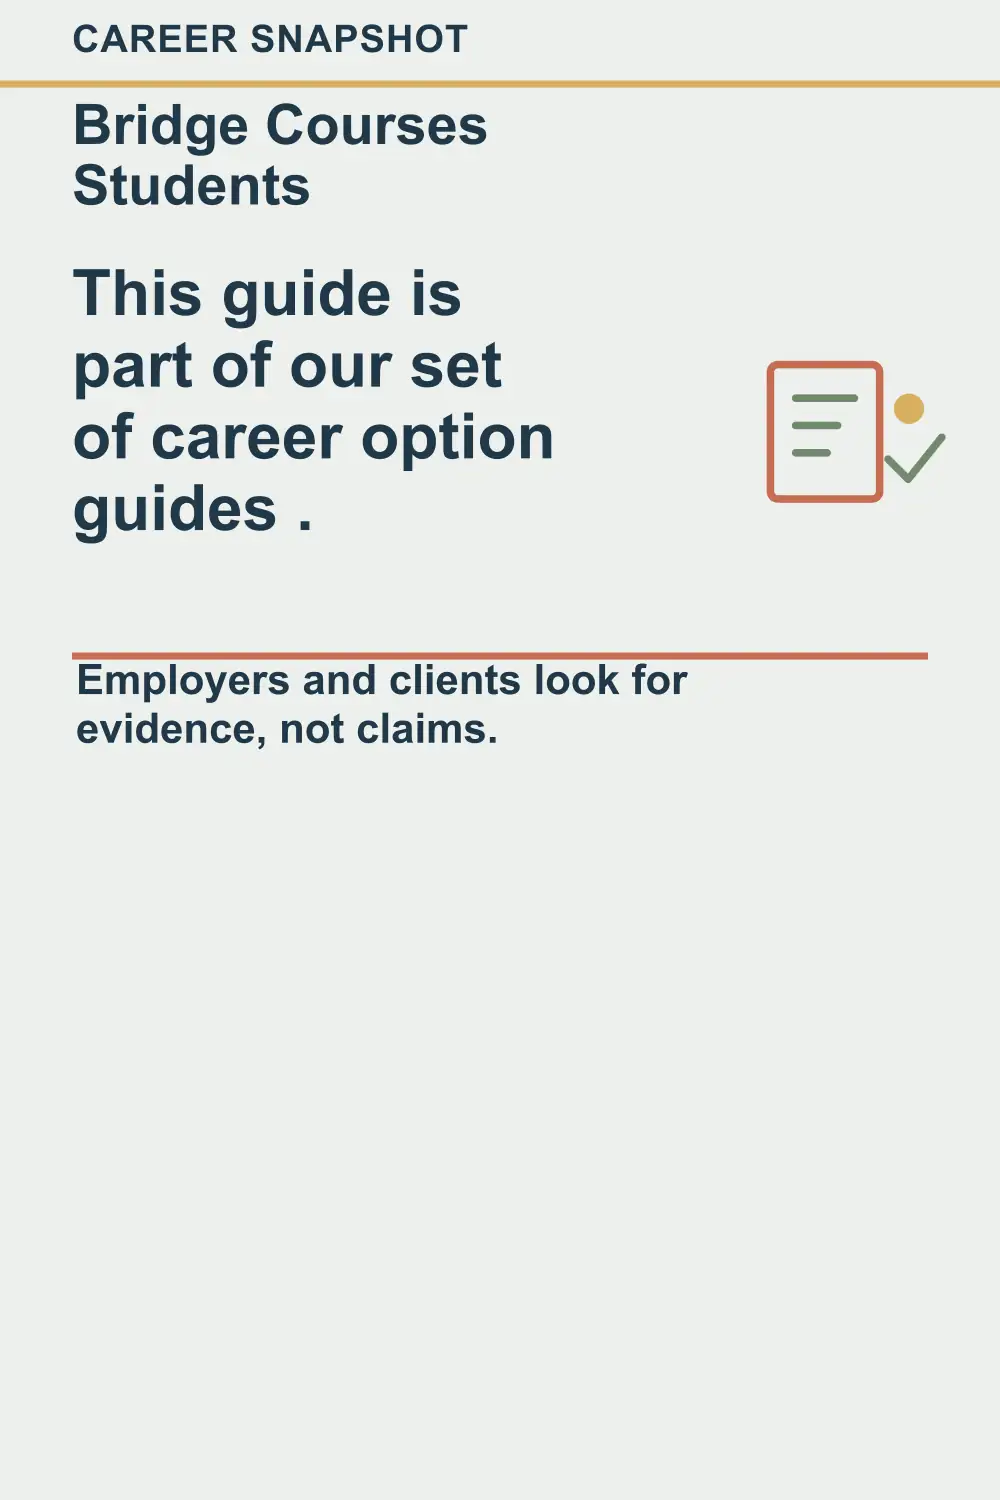 CAREER SNAPSHOT
Bridge Courses
Students
This guide is
part of our set
of career option
guides .
Employers and clients look for
evidence, not claims.